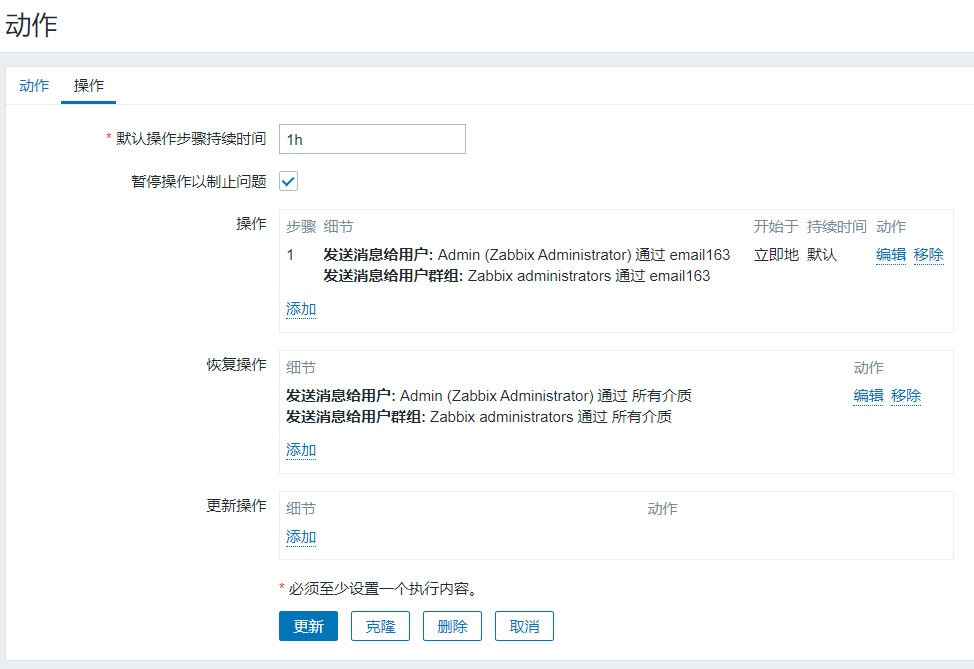 动作
动作 操作
* 默认操作步骤持续时间 1h
暂停操作以制止问题
操作 步骤 细节 开始于 持续时间 动作
1 发送消息给用户: Admin (Zabbix Administrator) 通过 email163 立即地 默认 编辑 移除
发送消息给用户群组: Zabbix administrators 通过 email163
添加
恢复操作 细节 动作
发送消息给用户: Admin (Zabbix Administrator) 通过 所有介质 编辑 移除
发送消息给用户群组: Zabbix administrators 通过 所有介质
添加
更新操作 细节 动作
添加
* 必须至少设置一个执行内容。
更新 克隆 删除 取消